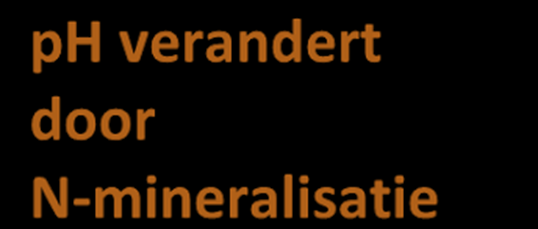 pH verandert
door
N-mineralisatie